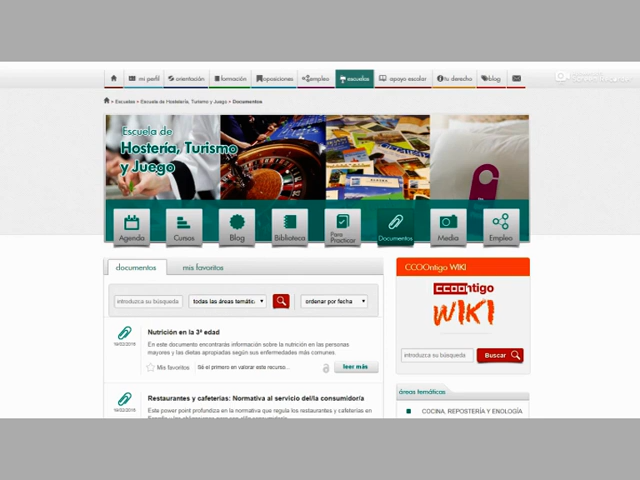 mi perfil orientación formación oposiciones empleo escuelas apoyo escolar tu derecho blog
> Escuelas > Escuela de Hostelería, Turismo y Juego > Documentos
Escuela de
Hostería, Turismo
y Juego
Agenda Cursos Blog Biblioteca Para Practicar Documentos Media Empleo
documentos mis favoritos
introduzca su búsqueda todas las áreas temátic ordenar por fecha
Nutrición en la 3ª edad
En este documento encontrarás información sobre la nutrición en las personas
mayores y las dietas apropiadas según sus enfermedades más comunes.
Mis favoritos Sé el primero en valorar este recurso... leer más
Restaurantes y cafeterías: Normativa al servicio del/la consumidor/a
Este power point profundiza en la normativa que regula los restaurantes y cafeterías en
CCOOntigo WIKI
CCOOntigo
WIKI
introduzca su búsqueda Buscar
áreas temáticas
COCINA, REPOSTERÍA Y ENOLOGÍA